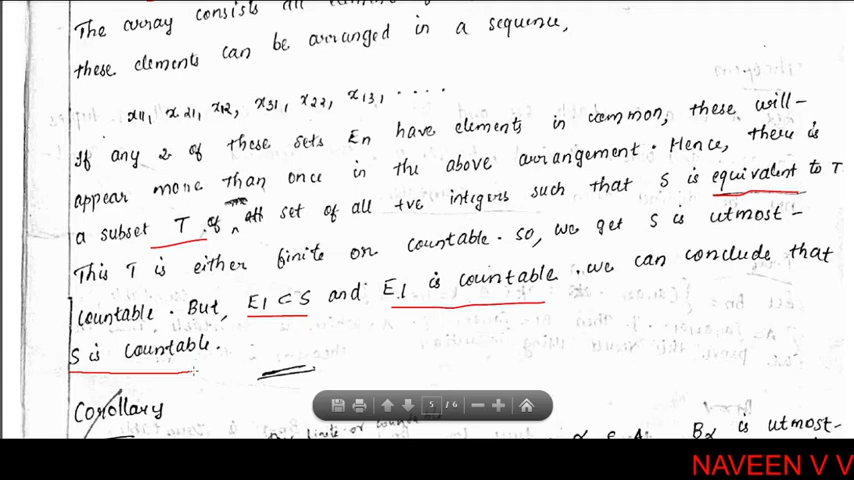 The array consists all
these elements can be arranged in a sequence,
x11, x21, x12, x31, x22, x13, ....
If any 2 of these sets En have elements in common, these will-
appear more than once in the above arrangement. Hence, there is
a subset T of set of all +ve integers such that S is equivalent to T
This T is either finite or countable. So, we get S is utmost-
countable. But, E1 ⊂ S and E1 is countable. we can conclude that
S is countable.
Corollary
5 / 6
Bα is utmost-
NAVEEN V V